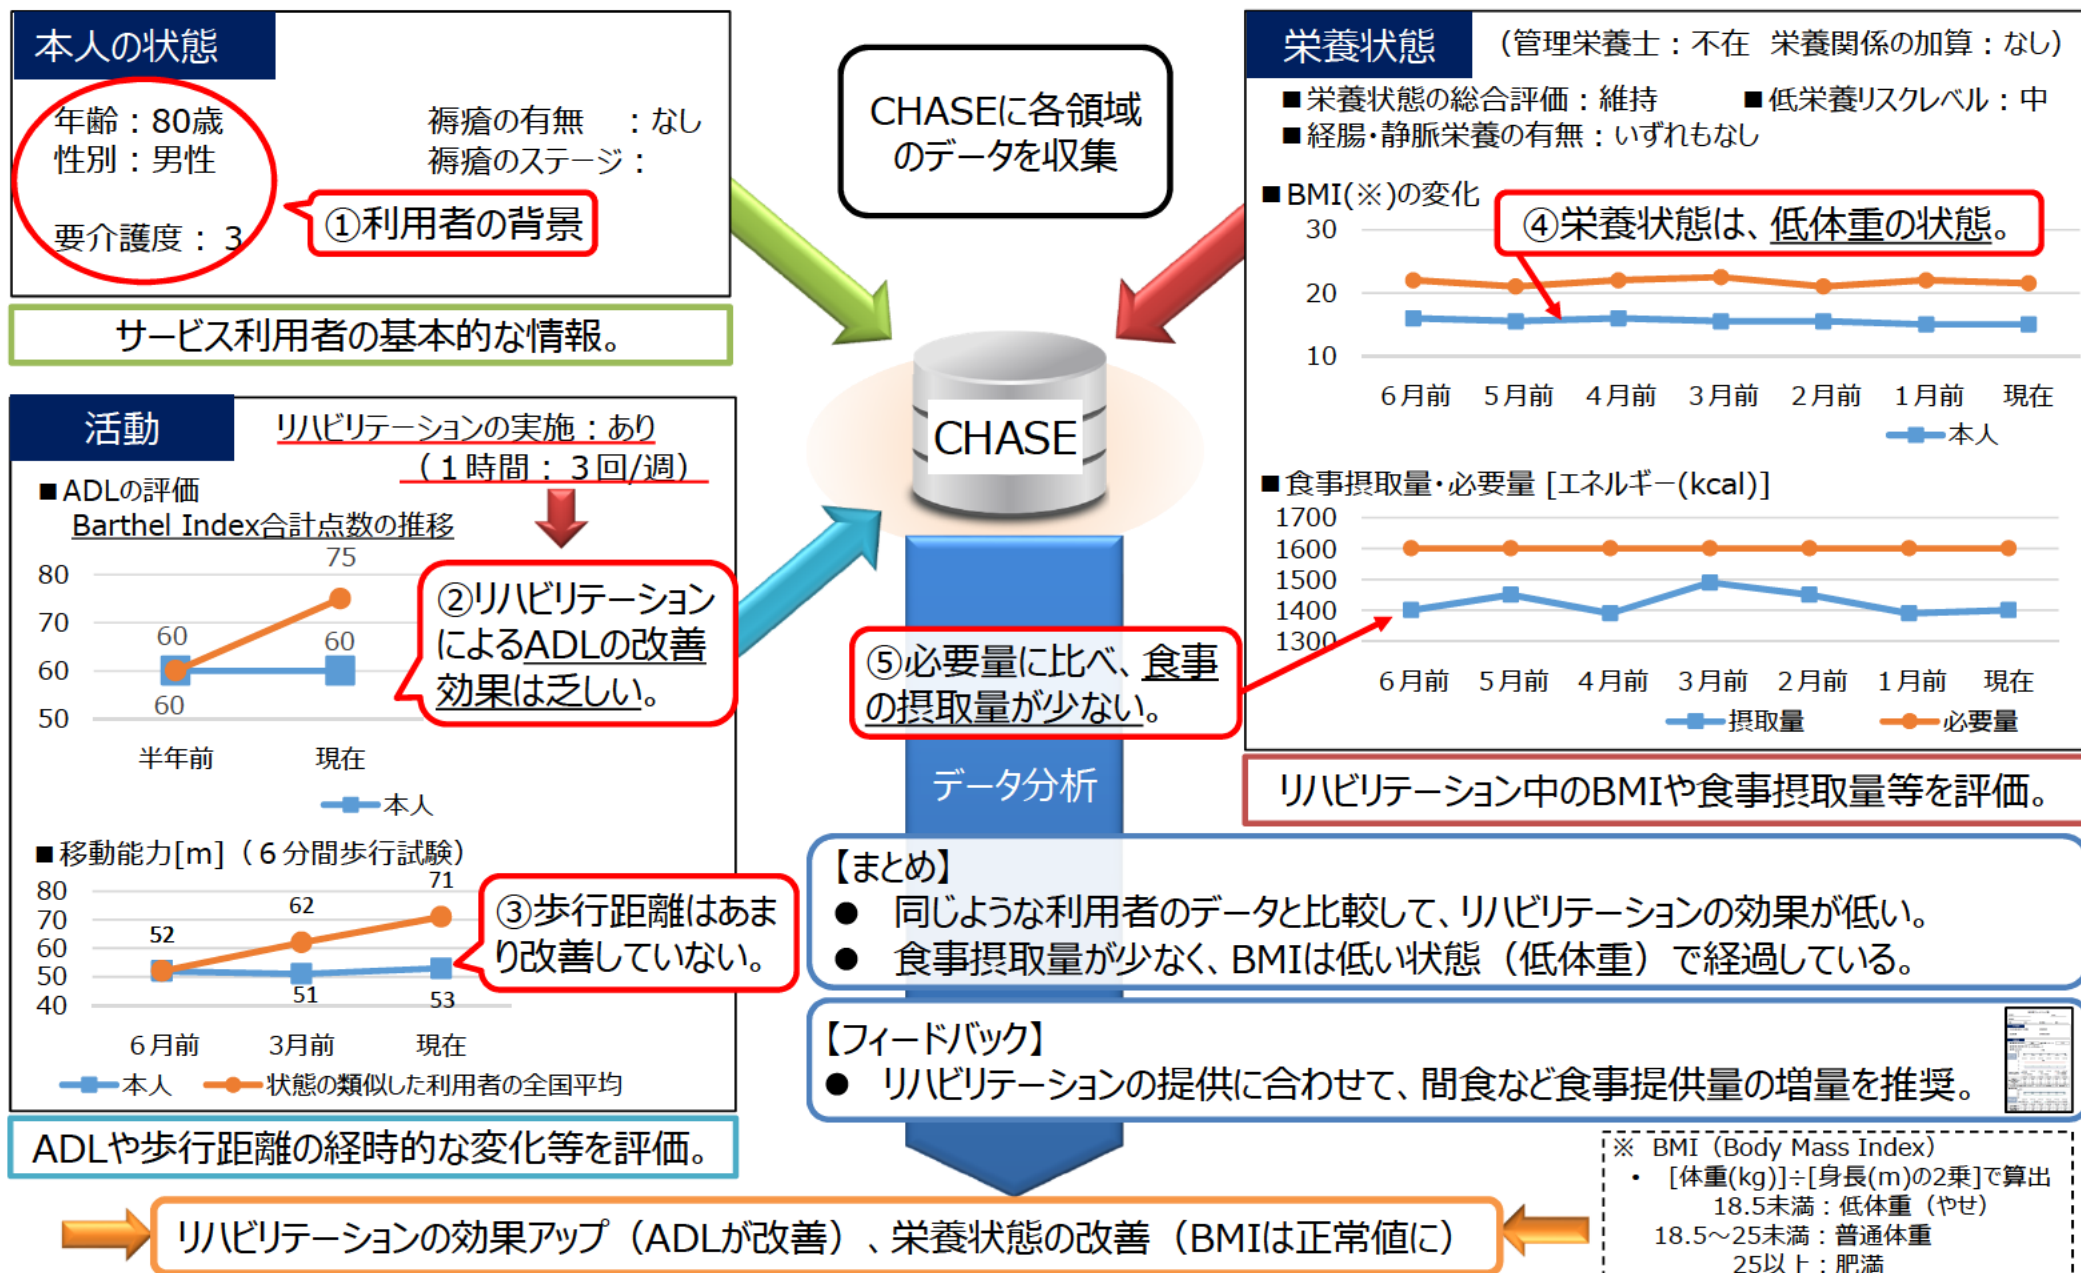 本人の状態
年齢：80歳
性別：男性
要介護度：3
褥瘡の有無　：なし
褥瘡のステージ：
①利用者の背景
サービス利用者の基本的な情報。
活動
リハビリテーションの実施：あり
（１時間：３回/週）
■ADLの評価
Barthel Index合計点数の推移
80
70
60
50
75
60
60
60
半年前
現在
本人
②リハビリテーション
によるADLの改善
効果は乏しい。
■移動能力[m]（６分間歩行試験）
80
70
60
50
40
52
62
71
51
53
６月前
3月前
現在
本人
状態の類似した利用者の全国平均
③歩行距離はあま
り改善していない。
ADLや歩行距離の経時的な変化等を評価。
CHASEに各領域
のデータを収集
CHASE
データ分析
栄養状態
（管理栄養士：不在 栄養関係の加算：なし）
■栄養状態の総合評価：維持
■低栄養リスクレベル：中
■経腸・静脈栄養の有無：いずれもなし
■BMI(※)の変化
④栄養状態は、低体重の状態。
30
20
10
６月前
５月前
４月前
３月前
２月前
１月前
現在
本人
■食事摂取量・必要量 [エネルギー(kcal)]
1700
1600
1500
1400
1300
６月前
５月前
４月前
３月前
２月前
１月前
現在
摂取量
必要量
⑤必要量に比べ、食事
の摂取量が少ない。
リハビリテーション中のBMIや食事摂取量等を評価。
【まとめ】
● 同じような利用者のデータと比較して、リハビリテーションの効果が低い。
● 食事摂取量が少なく、BMIは低い状態（低体重）で経過している。
【フィードバック】
● リハビリテーションの提供に合わせて、間食など食事提供量の増量を推奨。
リハビリテーションの効果アップ（ADLが改善）、栄養状態の改善（BMIは正常値に）
※ BMI（Body Mass Index）
・ [体重(kg)]÷[身長(m)の2乗]で算出
18.5未満：低体重（やせ）
18.5～25未満：普通体重
25以上：肥満